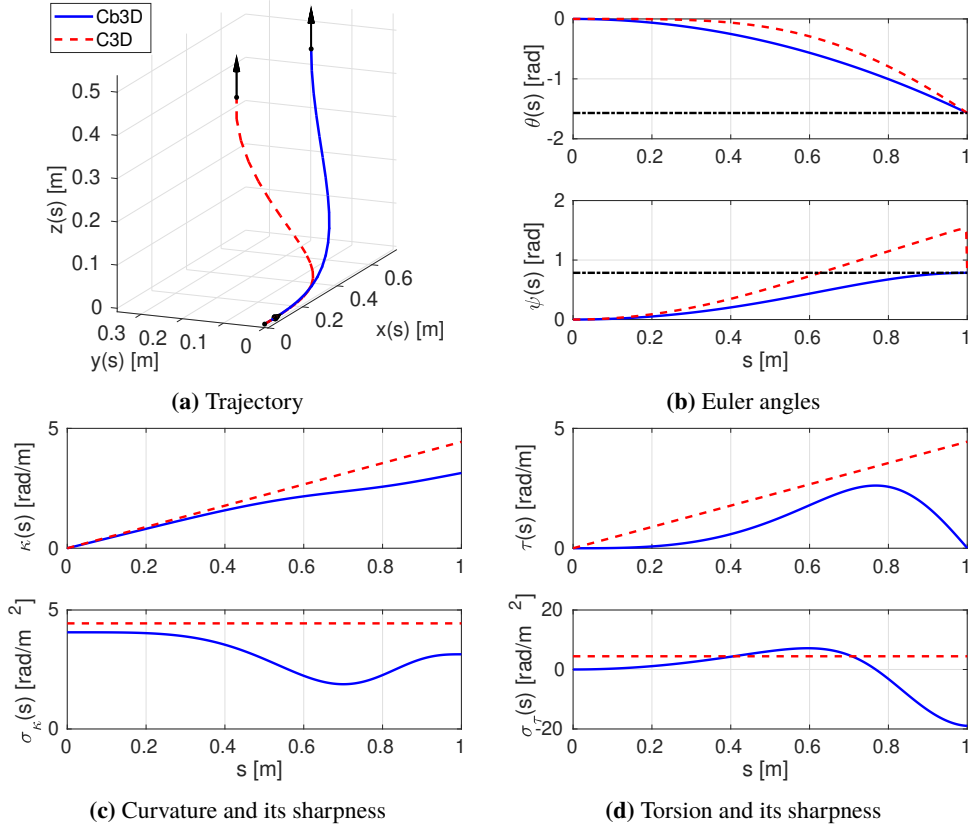 Cb3D
C3D
0.5
0.4
0.3
0.2
0.1
0
z(s) [m]
0.3
0.2
0.1
0
y(s) [m]
0
0.2
0.4
0.6
x(s) [m]
(a) Trajectory
0
-1
-2
θ(s) [rad]
0 0.2 0.4 0.6 0.8 1
2
1
0
ψ(s) [rad]
0 0.2 0.4 0.6 0.8 1
s [m]
(b) Euler angles
5
0
κ(s) [rad/m]
0 0.2 0.4 0.6 0.8 1
5
0
σ_κ(s) [rad/m²]
0 0.2 0.4 0.6 0.8 1
s [m]
(c) Curvature and its sharpness
5
0
τ(s) [rad/m]
0 0.2 0.4 0.6 0.8 1
20
0
-20
σ_τ(s) [rad/m²]
0 0.2 0.4 0.6 0.8 1
s [m]
(d) Torsion and its sharpness